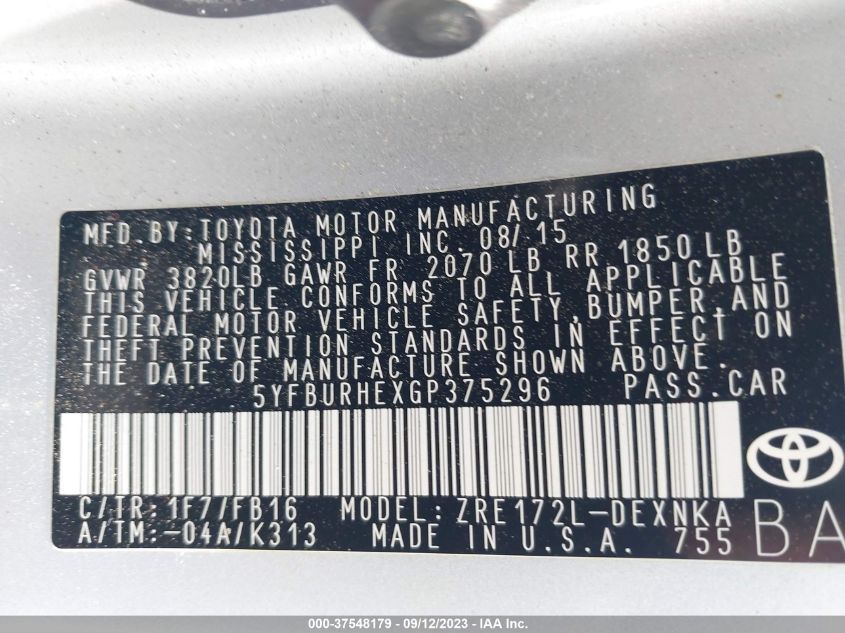 MFD.BY:TOYOTA MOTOR MANUFACTURING
MISSISSIPPI INC. 08/15
GVWR 3820LB GAWR FR 2070 LB RR 1850 LB
THIS VEHICLE CONFORMS TO ALL APPLICABLE
FEDERAL MOTOR VEHICLE SAFETY,BUMPER,AND
THEFT PREVENTION STANDARDS IN EFFECT ON
THE DATE OF MANUFACTURE SHOWN ABOVE.
5YFBURHEXGP375296 PASS.CAR
C/TR: 1F7/FB16 MODEL: ZRE172L-DEXNKA
A/TM:-04A/K313 MADE IN U.S.A. 755 BA
000-37548179 - 09/12/2023 - IAA Inc.